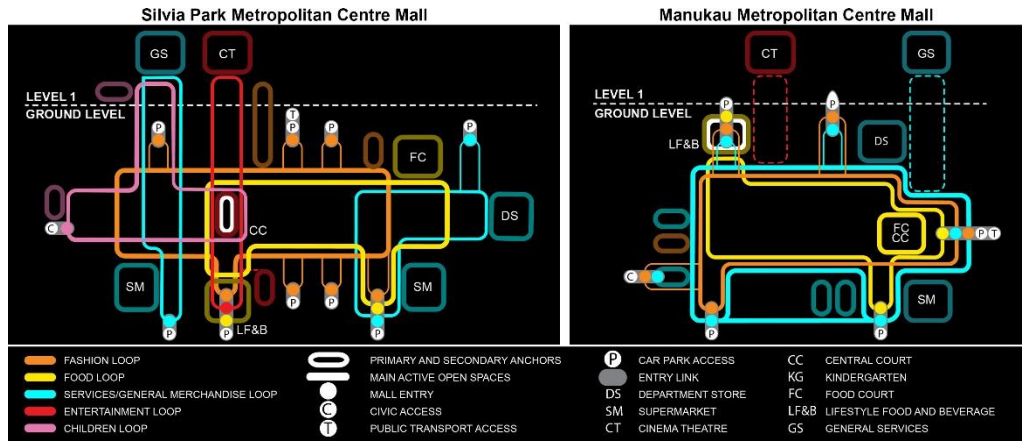 Silvia Park Metropolitan Centre Mall
GS
CT
LEVEL 1
GROUND LEVEL
P
T
P
P
P
FC
C
CC
DS
SM
SM
P
P
LF&B
P
P
P
Manukau Metropolitan Centre Mall
CT
GS
LEVEL 1
GROUND LEVEL
P
P
LF&B
DS
FC
CC
P T
C
SM
P
P
FASHION LOOP
FOOD LOOP
SERVICES/GENERAL MERCHANDISE LOOP
ENTERTAINMENT LOOP
CHILDREN LOOP
PRIMARY AND SECONDARY ANCHORS
MAIN ACTIVE OPEN SPACES
MALL ENTRY
C CIVIC ACCESS
T PUBLIC TRANSPORT ACCESS
P CAR PARK ACCESS
ENTRY LINK
DS DEPARTMENT STORE
SM SUPERMARKET
CT CINEMA THEATRE
CC CENTRAL COURT
KG KINDERGARTEN
FC FOOD COURT
LF&B LIFESTYLE FOOD AND BEVERAGE
GS GENERAL SERVICES